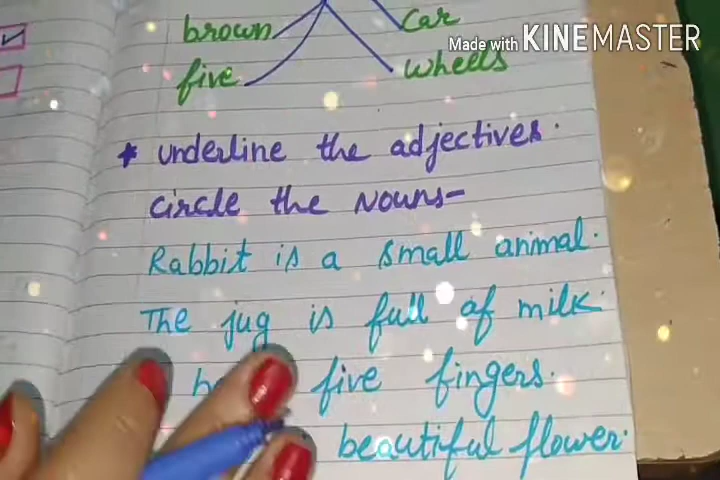 brown car
Made with KINEMASTER
five wheels
* underline the adjectives.
circle the Nouns-
Rabbit is a small animal.
The jug is full of milk.
five fingers.
beautiful flower.